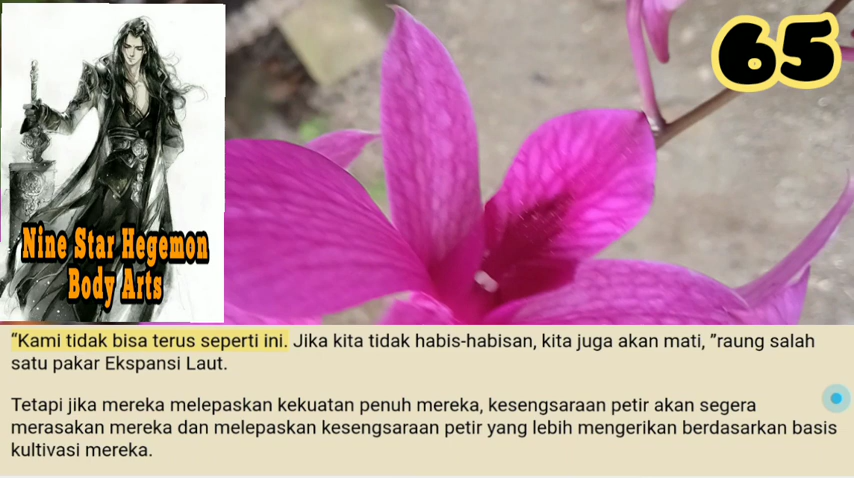 65
Nine Star Hegemon
Body Arts
“Kami tidak bisa terus seperti ini. Jika kita tidak habis-habisan, kita juga akan mati, ”raung salah
satu pakar Ekspansi Laut.
Tetapi jika mereka melepaskan kekuatan penuh mereka, kesengsaraan petir akan segera
merasakan mereka dan melepaskan kesengsaraan petir yang lebih mengerikan berdasarkan basis
kultivasi mereka.